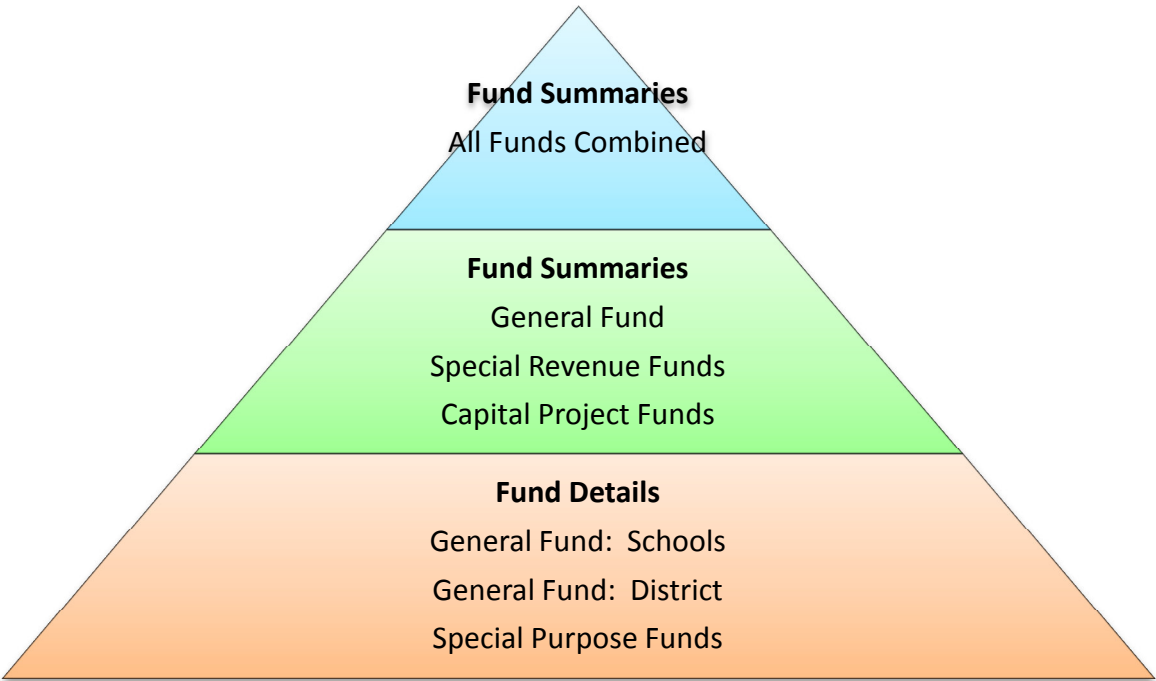 Fund Summaries
All Funds Combined
Fund Summaries
General Fund
Special Revenue Funds
Capital Project Funds
Fund Details
General Fund:  Schools
General Fund:  District
Special Purpose Funds